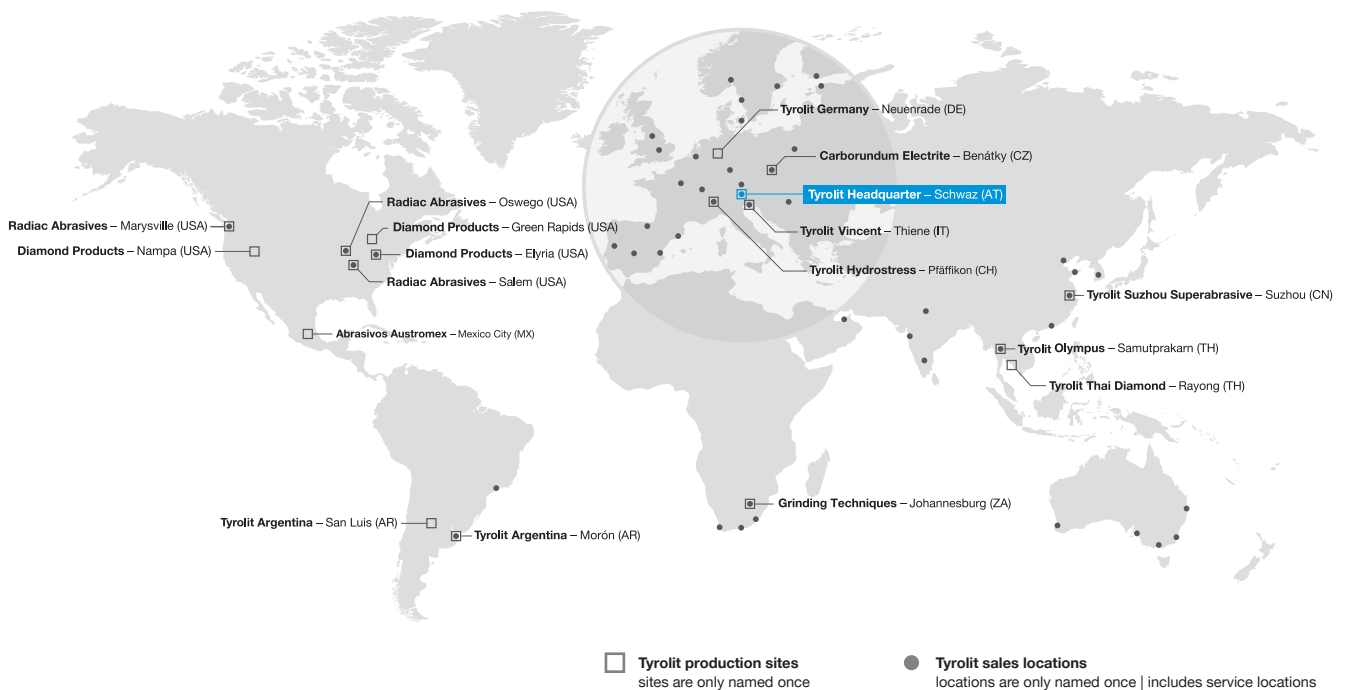 Tyrolit Germany – Neuenrade (DE)
Carborundum Electrite – Benátky (CZ)
Tyrolit Headquarter – Schwaz (AT)
Radiac Abrasives – Oswego (USA)
Radiac Abrasives – Marysville (USA)
Diamond Products – Green Rapids (USA)
Tyrolit Vincent – Thiene (IT)
Diamond Products – Nampa (USA)
Diamond Products – Elyria (USA)
Tyrolit Hydrostress – Pfäffikon (CH)
Radiac Abrasives – Salem (USA)
Tyrolit Suzhou Superabrasive – Suzhou (CN)
Abrasivos Austromex – Mexico City (MX)
Tyrolit Olympus – Samutprakarn (TH)
Tyrolit Thai Diamond – Rayong (TH)
Grinding Techniques – Johannesburg (ZA)
Tyrolit Argentina – San Luis (AR)
Tyrolit Argentina – Morón (AR)
Tyrolit production sites
sites are only named once
Tyrolit sales locations
locations are only named once | includes service locations